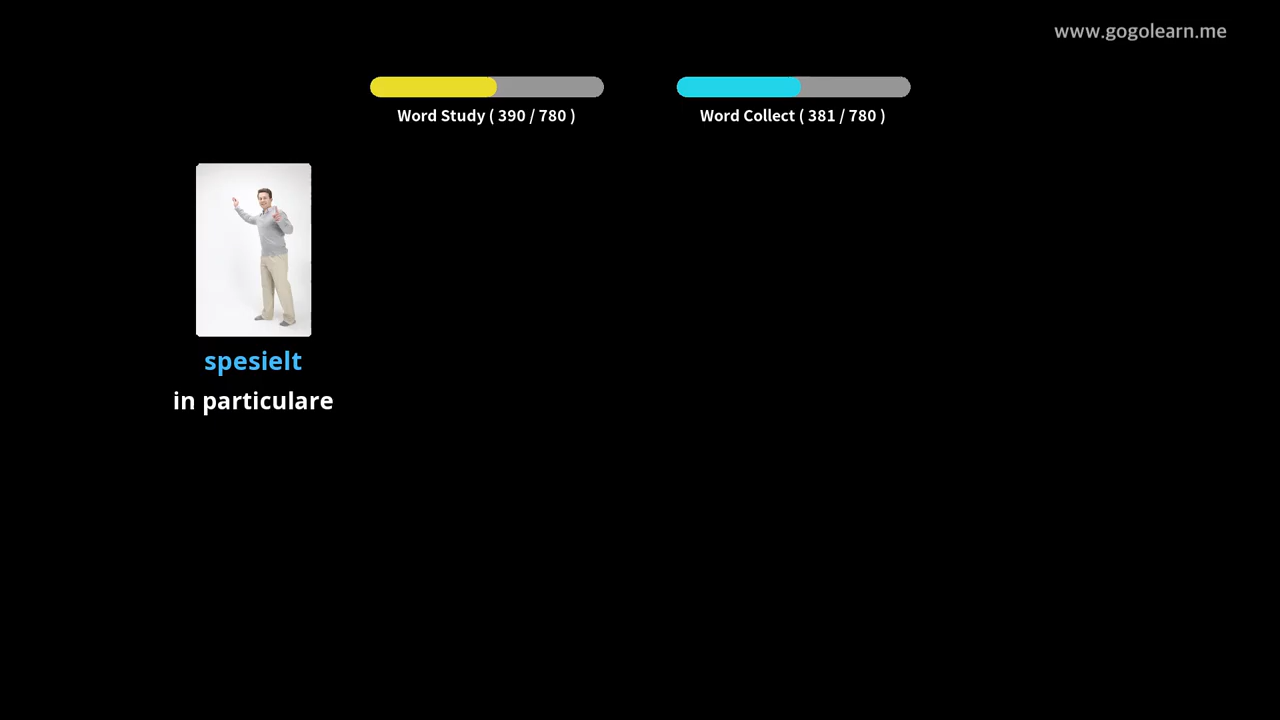 www.gogolearn.me
Word Study ( 390 / 780 )
Word Collect ( 381 / 780 )
spesielt
in particulare